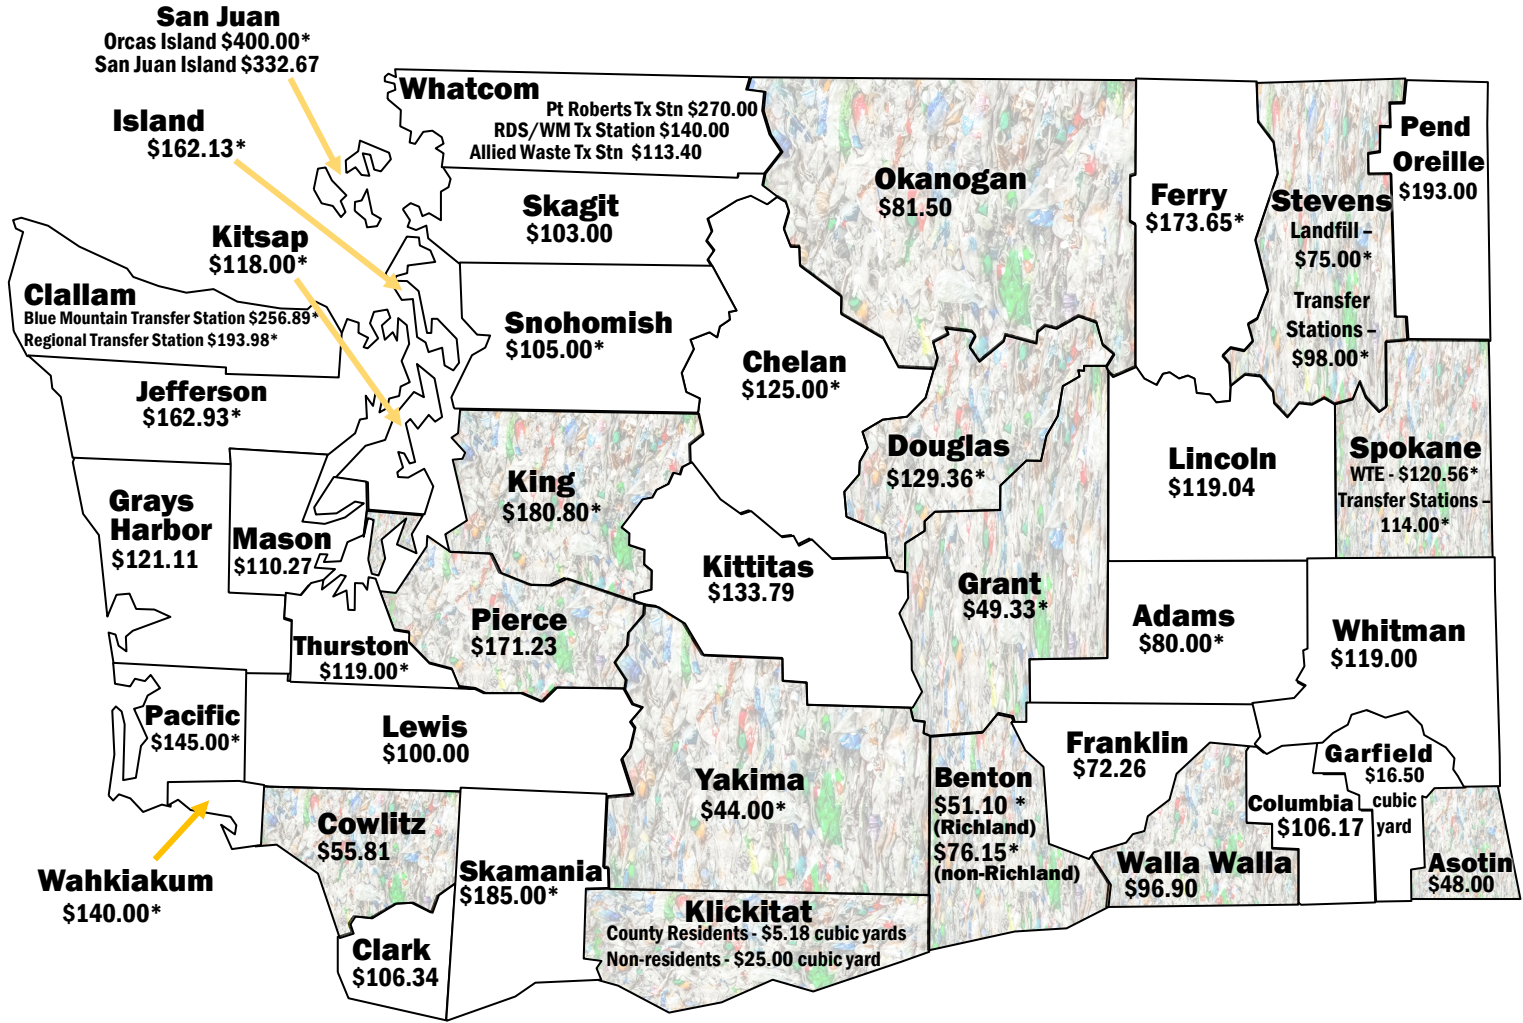 San Juan
Orcas Island $400.00*
San Juan Island $332.67
Island
$162.13*
Kitsap
$118.00*
Whatcom
Pt Roberts Tx Stn $270.00
RDS/WM Tx Station $140.00
Allied Waste Tx Stn $113.40
Skagit
$103.00
Okanogan
$81.50
Ferry
$173.65*
Stevens
Landfill –
$75.00*
Transfer
Stations –
$98.00*
Pend
Oreille
$193.00
Clallam
Blue Mountain Transfer Station $256.89*
Regional Transfer Station $193.98*
Jefferson
$162.93*
Snohomish
$105.00*
Chelan
$125.00*
Douglas
$129.36*
King
$180.80*
Grays
Harbor
$121.11
Mason
$110.27
Kittitas
$133.79
Grant
$49.33*
Lincoln
$119.04
Spokane
WTE - $120.56*
Transfer Stations –
114.00*
Adams
$80.00*
Whitman
$119.00
Pierce
$171.23
Thurston
$119.00*
Pacific
$145.00*
Lewis
$100.00
Yakima
$44.00*
Benton
$51.10 *
(Richland)
$76.15*
(non-Richland)
Franklin
$72.26
Garfield
$16.50
cubic
yard
Columbia
$106.17
Walla Walla
$96.90
Asotin
$48.00
Wahkiakum
$140.00*
Cowlitz
$55.81
Skamania
$185.00*
Clark
$106.34
Klickitat
County Residents - $5.18 cubic yards
Non-residents - $25.00 cubic yard